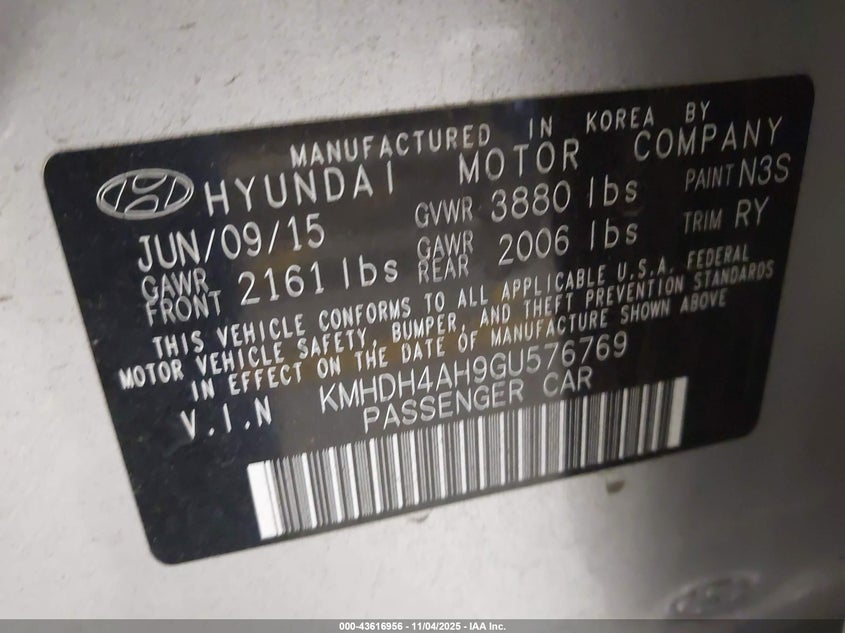 MANUFACTURED IN KOREA BY
HYUNDAI MOTOR COMPANY
JUN/09/15 GVWR 3880 lbs PAINT N3S
GAWR FRONT 2161 lbs GAWR REAR 2006 lbs TRIM RY
THIS VEHICLE CONFORMS TO ALL APPLICABLE U.S.A. FEDERAL
MOTOR VEHICLE SAFETY, BUMPER, AND THEFT PREVENTION STANDARDS
IN EFFECT ON THE DATE OF MANUFACTURE SHOWN ABOVE
V.I.N KMHDH4AH9GU576769
PASSENGER CAR
000-43616956 - 11/04/2025 - IAA Inc.